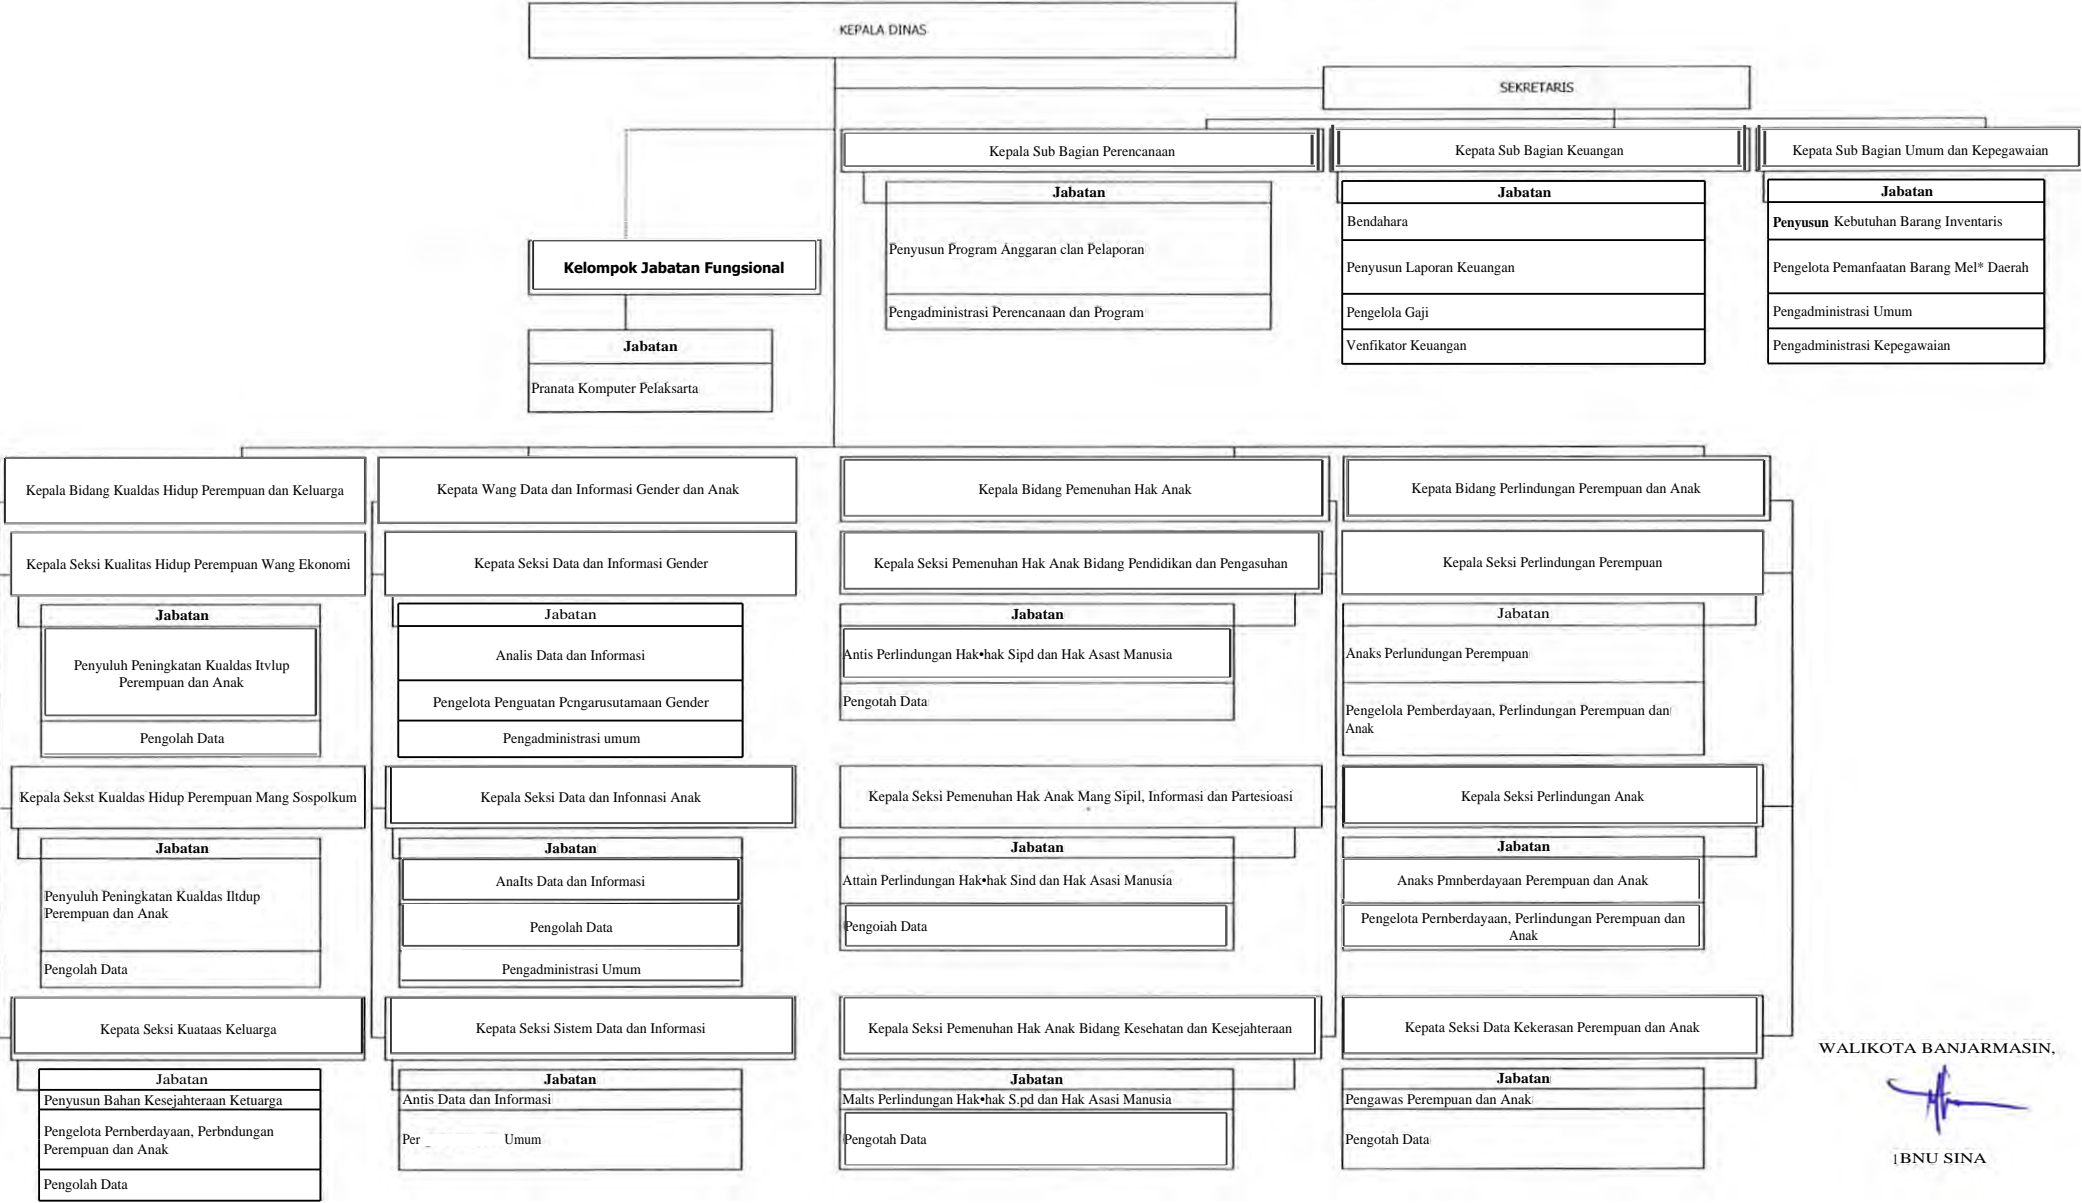 KEPALA DINAS
SEKRETARIS
Kepala Sub Bagian Perencanaan
Kepata Sub Bagian Keuangan
Kepata Sub Bagian Umum dan Kepegawaian
Jabatan
Penyusun Program Anggaran clan Pelaporan
Pengadministrasi Perencanaan dan Program
Jabatan
Bendahara
Penyusun Laporan Keuangan
Pengelola Gaji
Venfikator Keuangan
Jabatan
Penyusun Kebutuhan Barang Inventaris
Pengelota Pemanfaatan Barang Mel* Daerah
Pengadministrasi Umum
Pengadministrasi Kepegawaian
Kelompok Jabatan Fungsional
Jabatan
Pranata Komputer Pelaksarta
Kepala Bidang Kualdas Hidup Perempuan dan Keluarga
Kepala Seksi Kualitas Hidup Perempuan Wang Ekonomi
Jabatan
Penyuluh Peningkatan Kualdas Itvlup
Perempuan dan Anak
Pengolah Data
Kepala Sekst Kualdas Hidup Perempuan Mang Sospolkum
Jabatan
Penyuluh Peningkatan Kualdas Iltdup
Perempuan dan Anak
Pengolah Data
Kepata Seksi Kuataas Keluarga
Jabatan
Penyusun Bahan Kesejahteraan Ketuarga
Pengelota Pernberdayaan, Perbndungan
Perempuan dan Anak
Pengolah Data
Kepata Wang Data dan Informasi Gender dan Anak
Kepata Seksi Data dan Informasi Gender
Jabatan
Analis Data dan Informasi
Pengelota Penguatan Pcngarusutamaan Gender
Pengadministrasi umum
Kepala Seksi Data dan Infonnasi Anak
Jabatan
AnaIts Data dan Informasi
Pengolah Data
Pengadministrasi Umum
Kepata Seksi Sistem Data dan Informasi
Jabatan
Antis Data dan Informasi
Per Umum
Kepala Bidang Pemenuhan Hak Anak
Kepala Seksi Pemenuhan Hak Anak Bidang Pendidikan dan Pengasuhan
Jabatan
Antis Perlindungan Hak•hak Sipd dan Hak Asast Manusia
Pengotah Data
Kepala Seksi Pemenuhan Hak Anak Mang Sipil, Informasi dan Partesioasi
Jabatan
Attain Perlindungan Hak•hak Sind dan Hak Asasi Manusia
Pengoiah Data
Kepala Seksi Pemenuhan Hak Anak Bidang Kesehatan dan Kesejahteraan
Jabatan
Malts Perlindungan Hak•hak S.pd dan Hak Asasi Manusia
Pengotah Data
Kepata Bidang Perlindungan Perempuan dan Anak
Kepala Seksi Perlindungan Perempuan
Jabatan
Anaks Perlundungan Perempuan
Pengelola Pemberdayaan, Perlindungan Perempuan dan
Anak
Kepala Seksi Perlindungan Anak
Jabatan
Anaks Pmnberdayaan Perempuan dan Anak
Pengelota Pernberdayaan, Perlindungan Perempuan dan
Anak
Kepata Seksi Data Kekerasan Perempuan dan Anak
Jabatan
Pengawas Perempuan dan Anak
Pengotah Data
WALIKOTA BANJARMASIN,
IBNU SINA